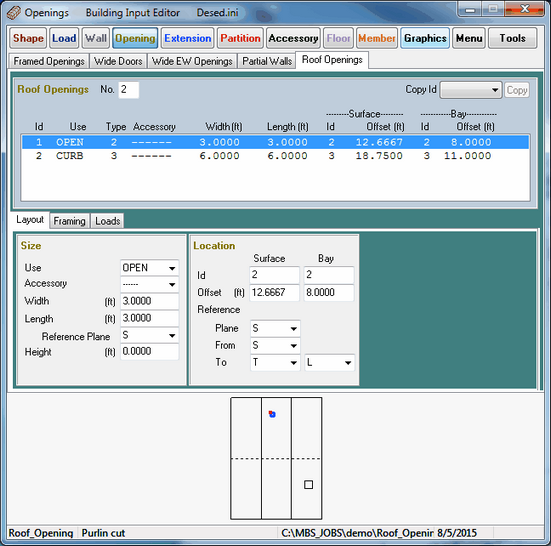 Openings Building Input Editor Desed.ini
Shape Load Wall Opening Extension Partition Accessory Floor Member Graphics Menu Tools
Framed Openings Wide Doors Wide EW Openings Partial Walls Roof Openings
Roof Openings No. 2 Copy Id Copy
---------Surface-------- ---------Bay------------
Id Use Type Accessory Width (ft) Length (ft) Id Offset (ft) Id Offset (ft)
1 OPEN 2 ------ 3.0000 3.0000 2 12.6667 2 8.0000
2 CURB 3 ------ 6.0000 6.0000 3 18.7500 3 11.0000
Layout Framing Loads
Size Location
Surface Bay
Use OPEN Id 2 2
Accessory ------ Offset (ft) 12.6667 8.0000
Width (ft) 3.0000 Reference
Length (ft) 3.0000 Plane S
Reference Plane S From S
Height (ft) 0.0000 To T L
Roof_Opening Purlin cut C:\MBS_JOBS\demo\Roof_Openir 8/5/2015